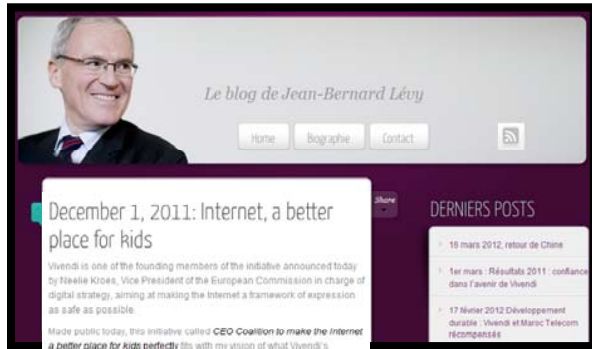 Le blog de Jean-Bernard Lévy
Home Biographie Contact
December 1, 2011: Internet, a better
place for kids
Vivendi is one of the founding members of the initiative announced today
by Neelie Kroes, Vice President of the European Commission in charge of
digital strategy, aiming at making the Internet a framework of expression
as safe as possible.
Made public today, this initiative called CEO Coalition to make the Internet
a better place for kids perfectly fits with my vision of what Vivendi's
Share
DERNIERS POSTS
16 mars 2012, retour de Chine
1er mars : Résultats 2011 : confiance
dans l'avenir de Vivendi
17 février 2012 Développement
durable : Vivendi et Maroc Telecom
récompensés